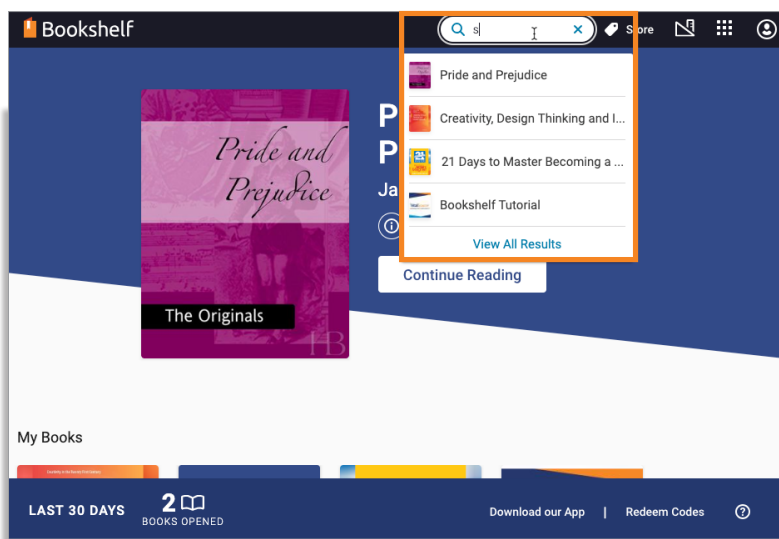 Bookshelf
s
Store
Pride and Prejudice
Creativity, Design Thinking and I...
21 Days to Master Becoming a ...
Bookshelf Tutorial
View All Results
P
P
Ja
Continue Reading
Pride and
Prejudice
The Originals
HB
My Books
LAST 30 DAYS
2
BOOKS OPENED
Download our App | Redeem Codes